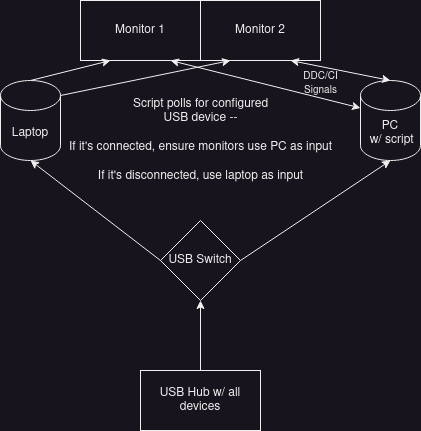 Monitor 1
Monitor 2
DDC/CI
Signals
Script polls for configured
USB device --
Laptop
PC
w/ script
If it's connected, ensure monitors use PC as input
If it's disconnected, use laptop as input
USB Switch
USB Hub w/ all
devices